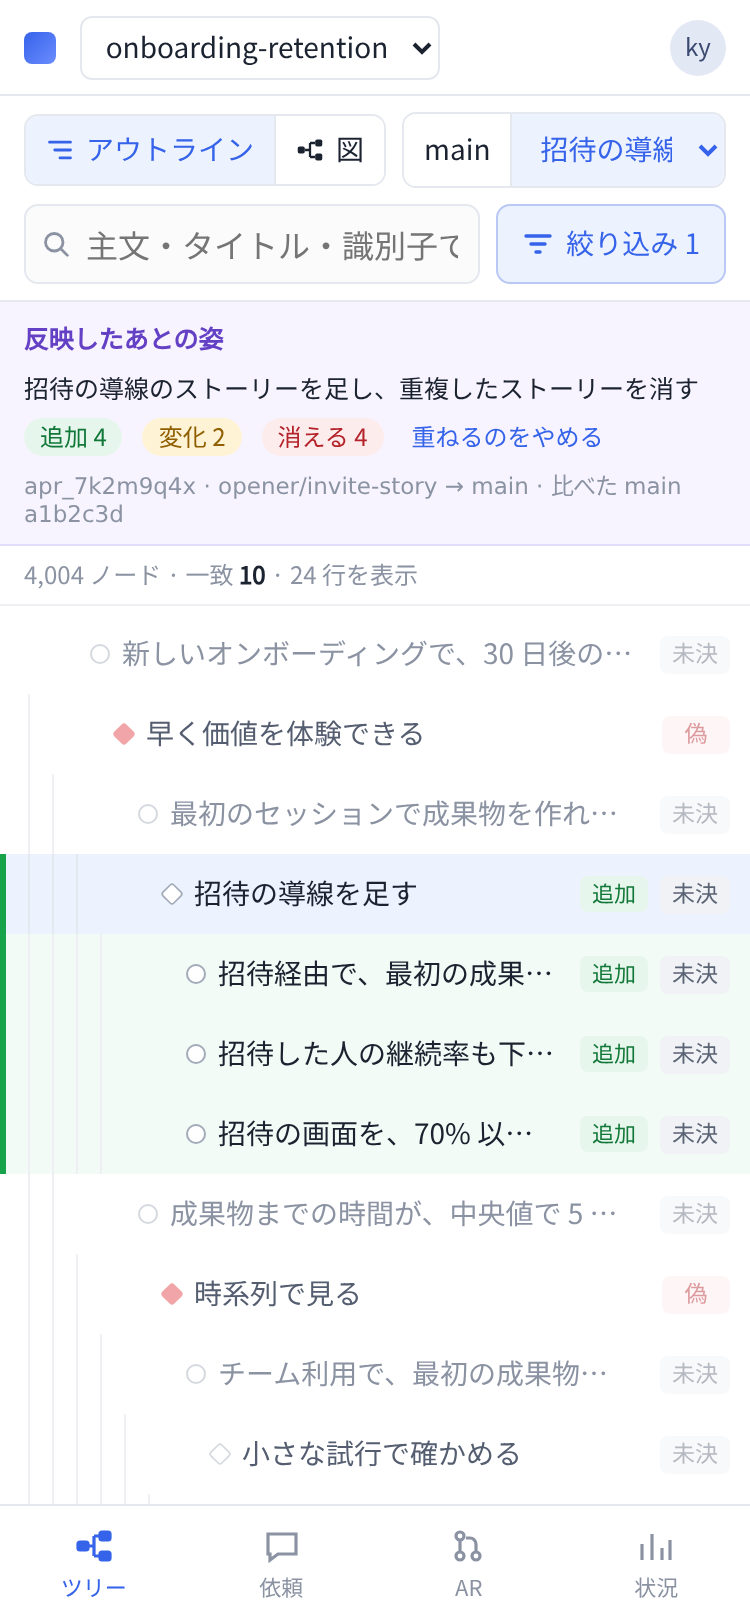 onboarding-retention
ky
アウトライン
図
main
招待の導線
主文・タイトル・識別子で
絞り込み 1
反映したあとの姿
招待の導線のストーリーを足し、重複したストーリーを消す
追加 4 変化 2 消える 4 重ねるのをやめる
apr_7k2m9q4x · opener/invite-story → main · 比べた main
a1b2c3d
4,004 ノード · 一致 10 · 24 行を表示
新しいオンボーディングで、30 日後の… 未決
早く価値を体験できる 偽
最初のセッションで成果物を作れ… 未決
招待の導線を足す 追加 未決
招待経由で、最初の成果… 追加 未決
招待した人の継続率も下… 追加 未決
招待の画面を、70% 以… 追加 未決
成果物までの時間が、中央値で 5 … 未決
時系列で見る 偽
チーム利用で、最初の成果物… 未決
小さな試行で確かめる 未決
ツリー
依頼
AR
状況